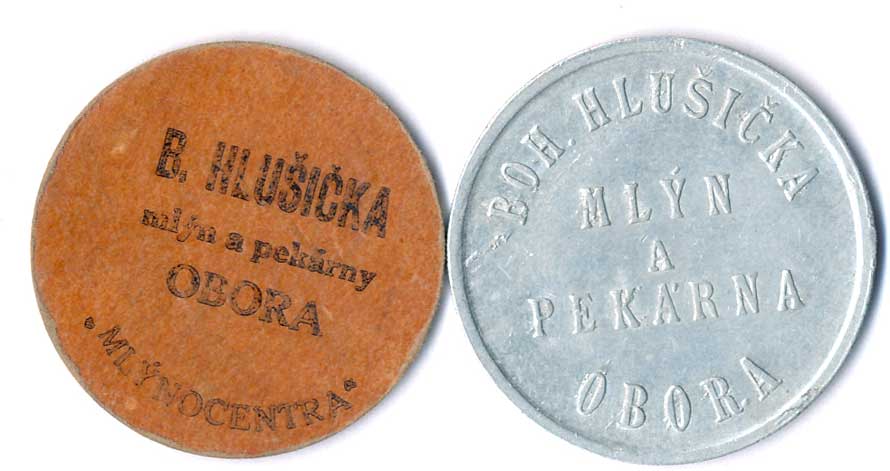 B. HLUŠIČKA
mlýn a pekárny
OBORA
MLÝNOCENTRA
BOH. HLUŠIČKA
MLÝN
A
PEKÁRNA
OBORA